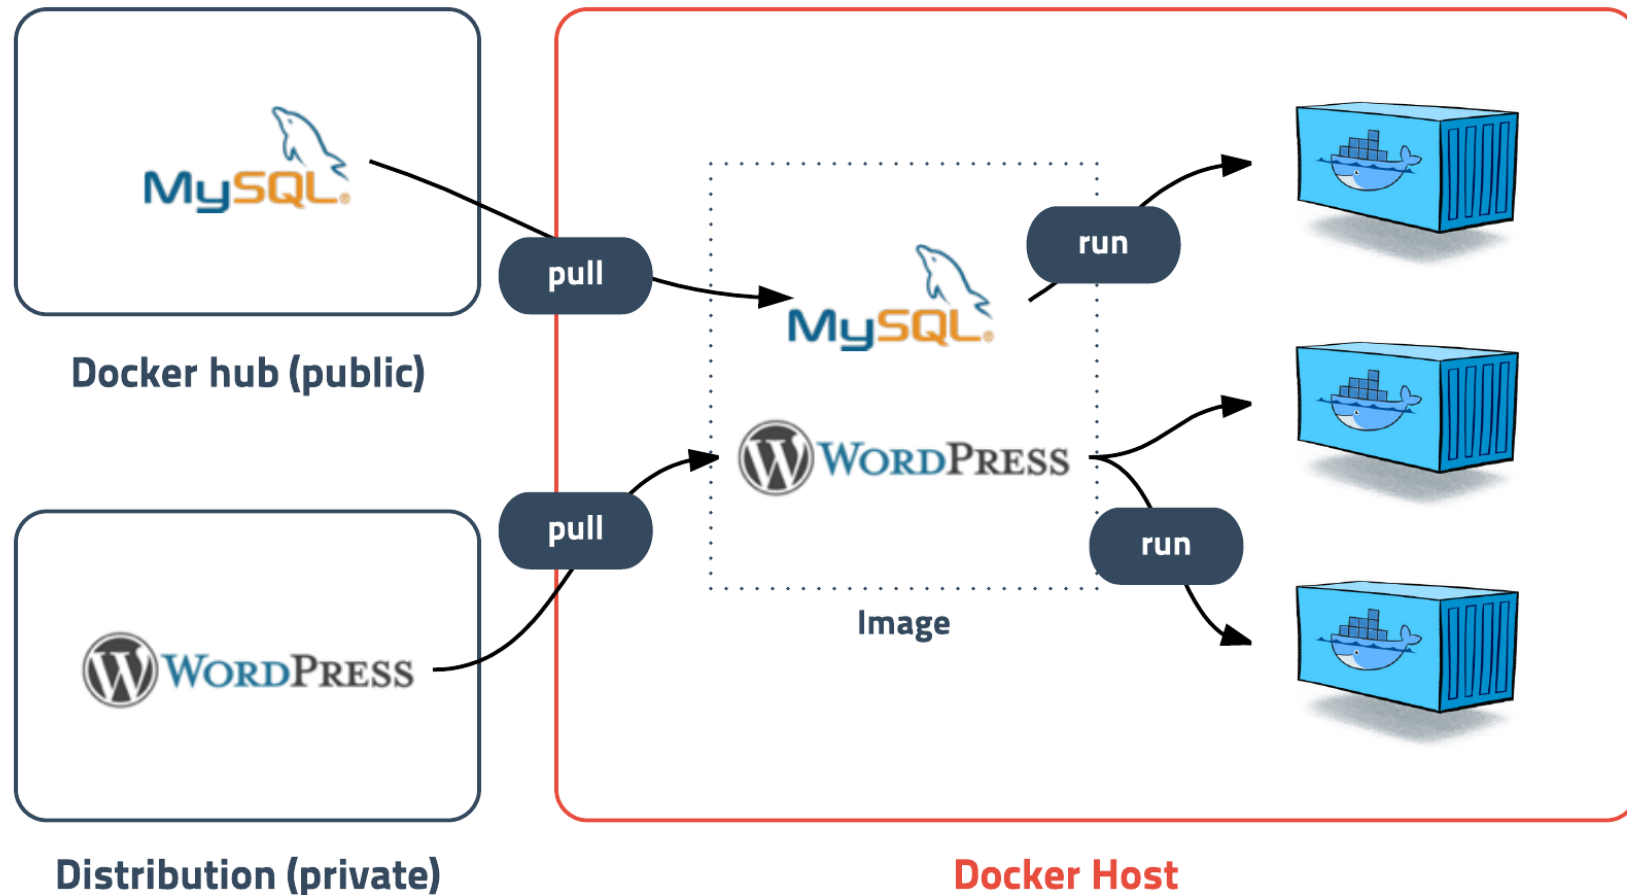 MySQL®
Docker hub (public)
WORDPRESS
Distribution (private)
pull
pull
MySQL®
WORDPRESS
Image
run
run
Docker Host